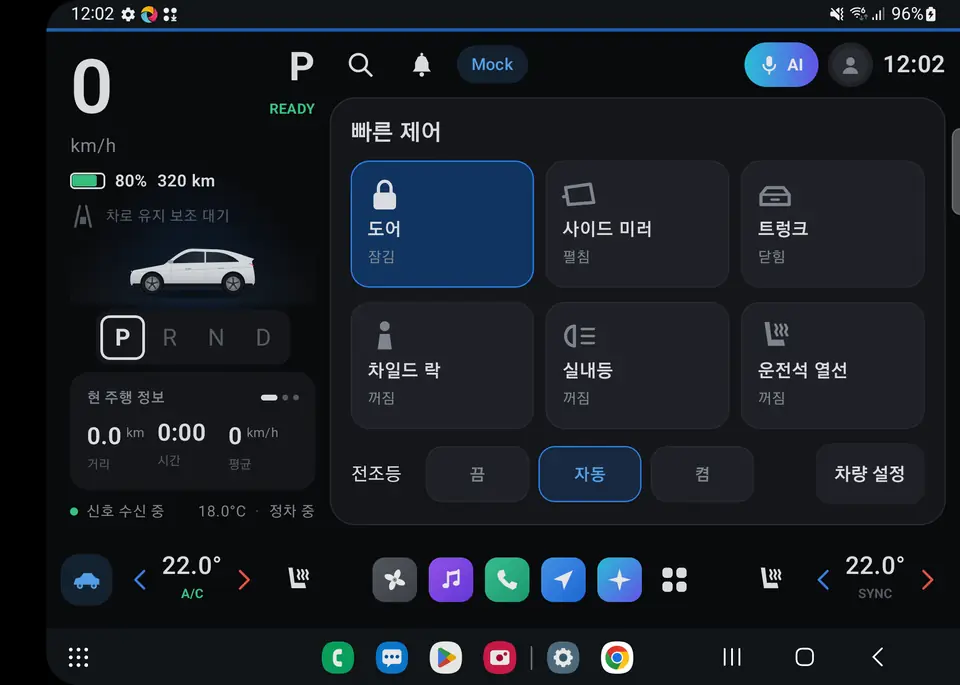 12:02
96%
0
P
READY
km/h
80% 320 km
차로 유지 보조 대기
P R N D
현 주행 정보
0.0 km 0:00 0 km/h
거리 시간 평균
신호 수신 중 18.0°C · 정차 중
Mock
AI
12:02
빠른 제어
도어
잠김
사이드 미러
펼침
트렁크
닫힘
차일드 락
꺼짐
실내등
꺼짐
운전석 열선
꺼짐
전조등 끔 자동 켬 차량 설정
22.0°
A/C
22.0°
SYNC